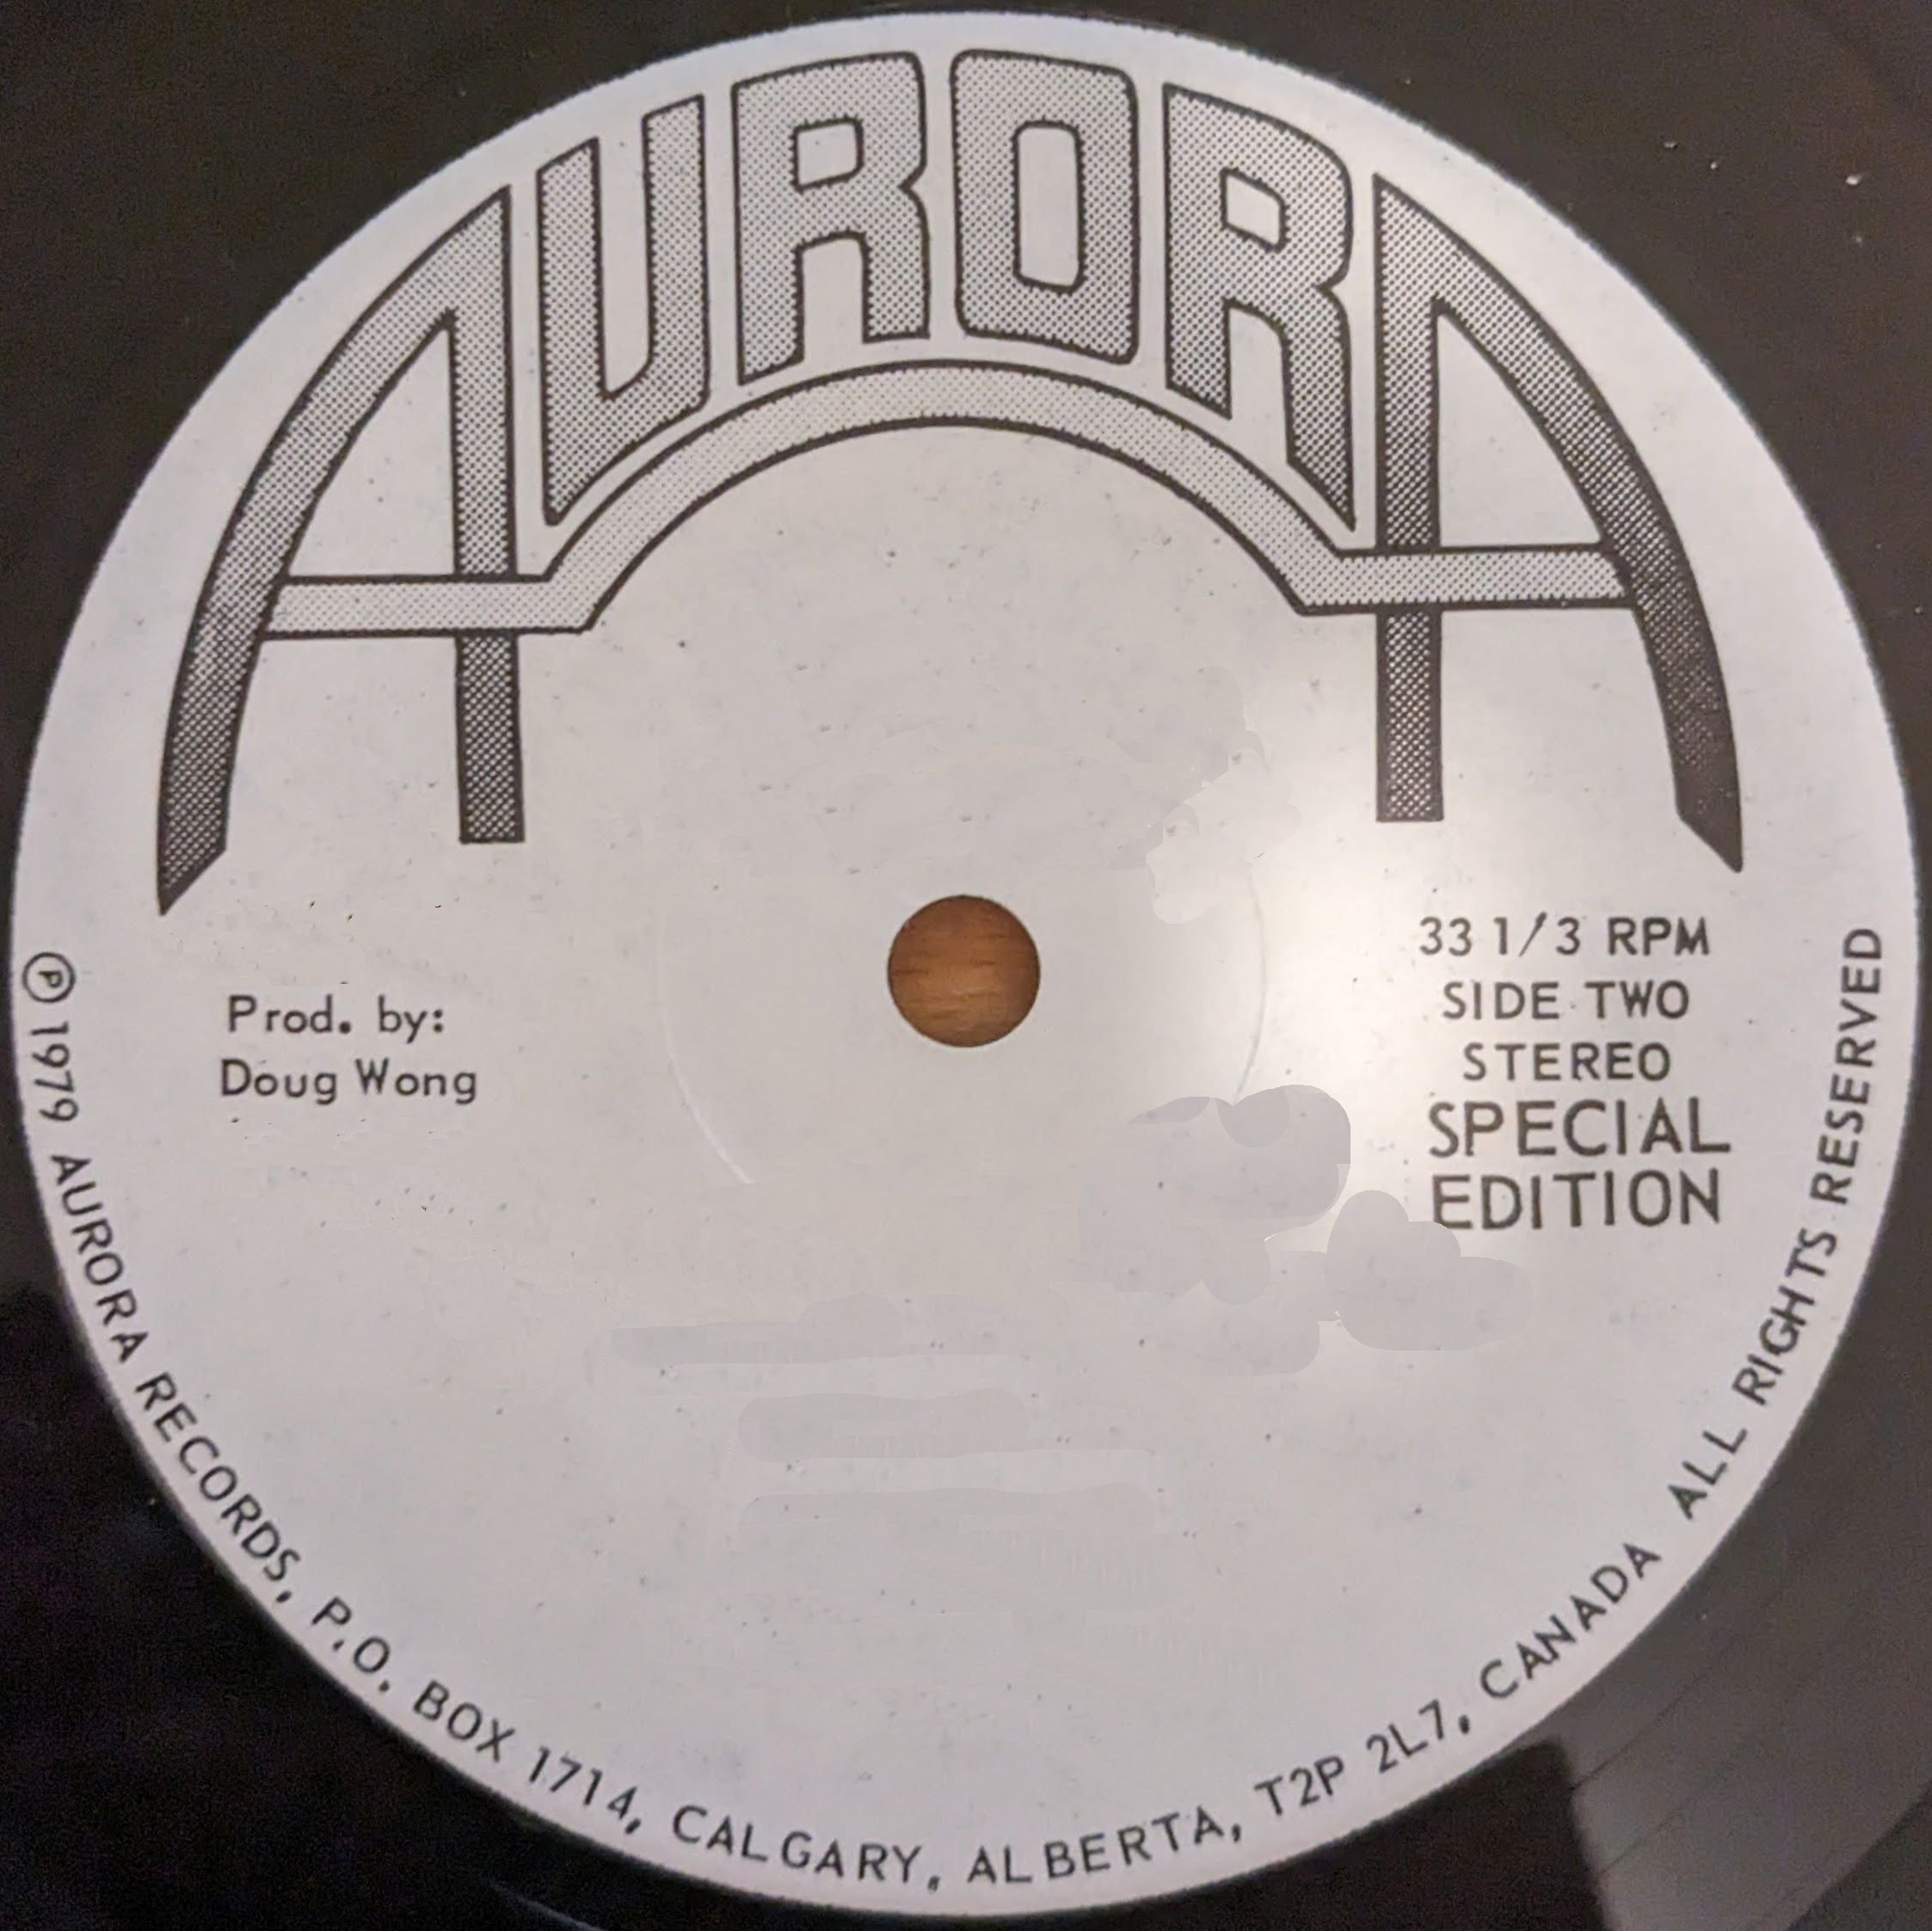 AURORA
Prod. by:
Doug Wong
33 1/3 RPM
SIDE TWO
STEREO
SPECIAL
EDITION
Ⓟ 1979 AURORA RECORDS, P.O. BOX 1714, CALGARY, ALBERTA, T2P 2L7, CANADA ALL RIGHTS RESERVED